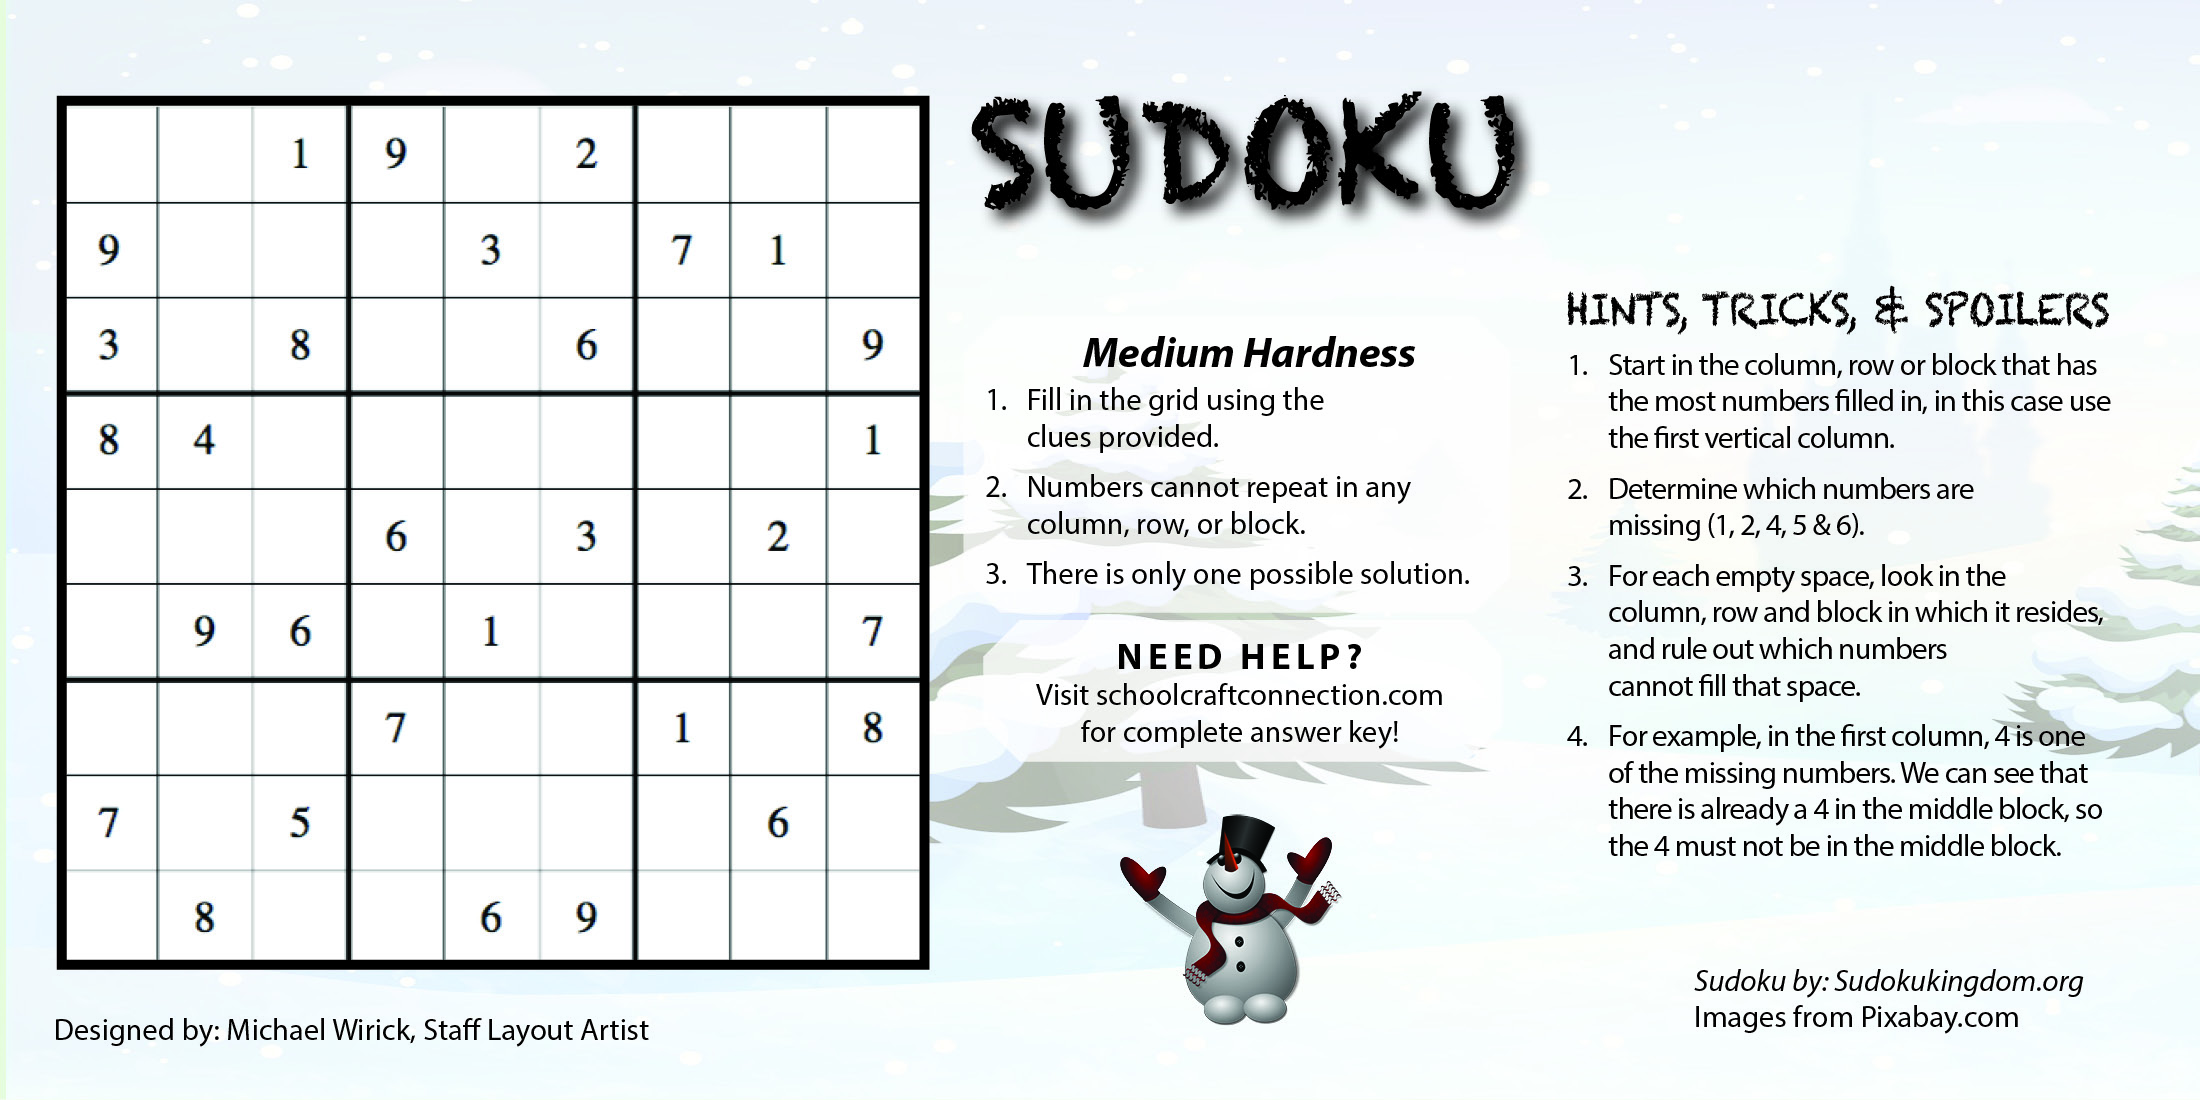 1 9 2
9 3 7 1
3 8 6 9
8 4 1
6 3 2
9 6 1 7
7 1 8
7 5 6
8 6 9
Designed by: Michael Wirick, Staff Layout Artist
SUDOKU
Medium Hardness
1. Fill in the grid using the
clues provided.
2. Numbers cannot repeat in any
column, row, or block.
3. There is only one possible solution.
NEED HELP?
Visit schoolcraftconnection.com
for complete answer key!
HINTS, TRICKS, & SPOILERS
1. Start in the column, row or block that has
the most numbers filled in, in this case use
the first vertical column.
2. Determine which numbers are
missing (1, 2, 4, 5 & 6).
3. For each empty space, look in the
column, row and block in which it resides,
and rule out which numbers
cannot fill that space.
4. For example, in the first column, 4 is one
of the missing numbers. We can see that
there is already a 4 in the middle block, so
the 4 must not be in the middle block.
Sudoku by: Sudokukingdom.org
Images from Pixabay.com